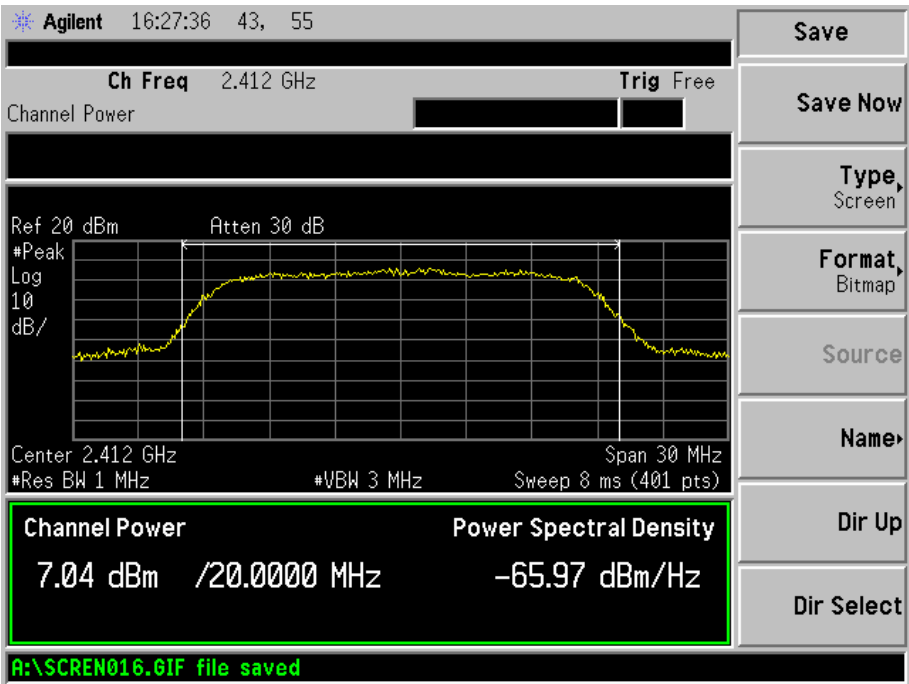 Agilent 16:27:36 43, 55
Save
Ch Freq 2.412 GHz Trig Free
Channel Power
Save Now
Type
Screen
Ref 20 dBm Atten 30 dB
#Peak
Log
10
dB/
Format
Bitmap
Source
Center 2.412 GHz Span 30 MHz
#Res BW 1 MHz #VBW 3 MHz Sweep 8 ms (401 pts)
Name
Channel Power Power Spectral Density
7.04 dBm /20.0000 MHz -65.97 dBm/Hz
Dir Up
Dir Select
A:\SCREN016.GIF file saved